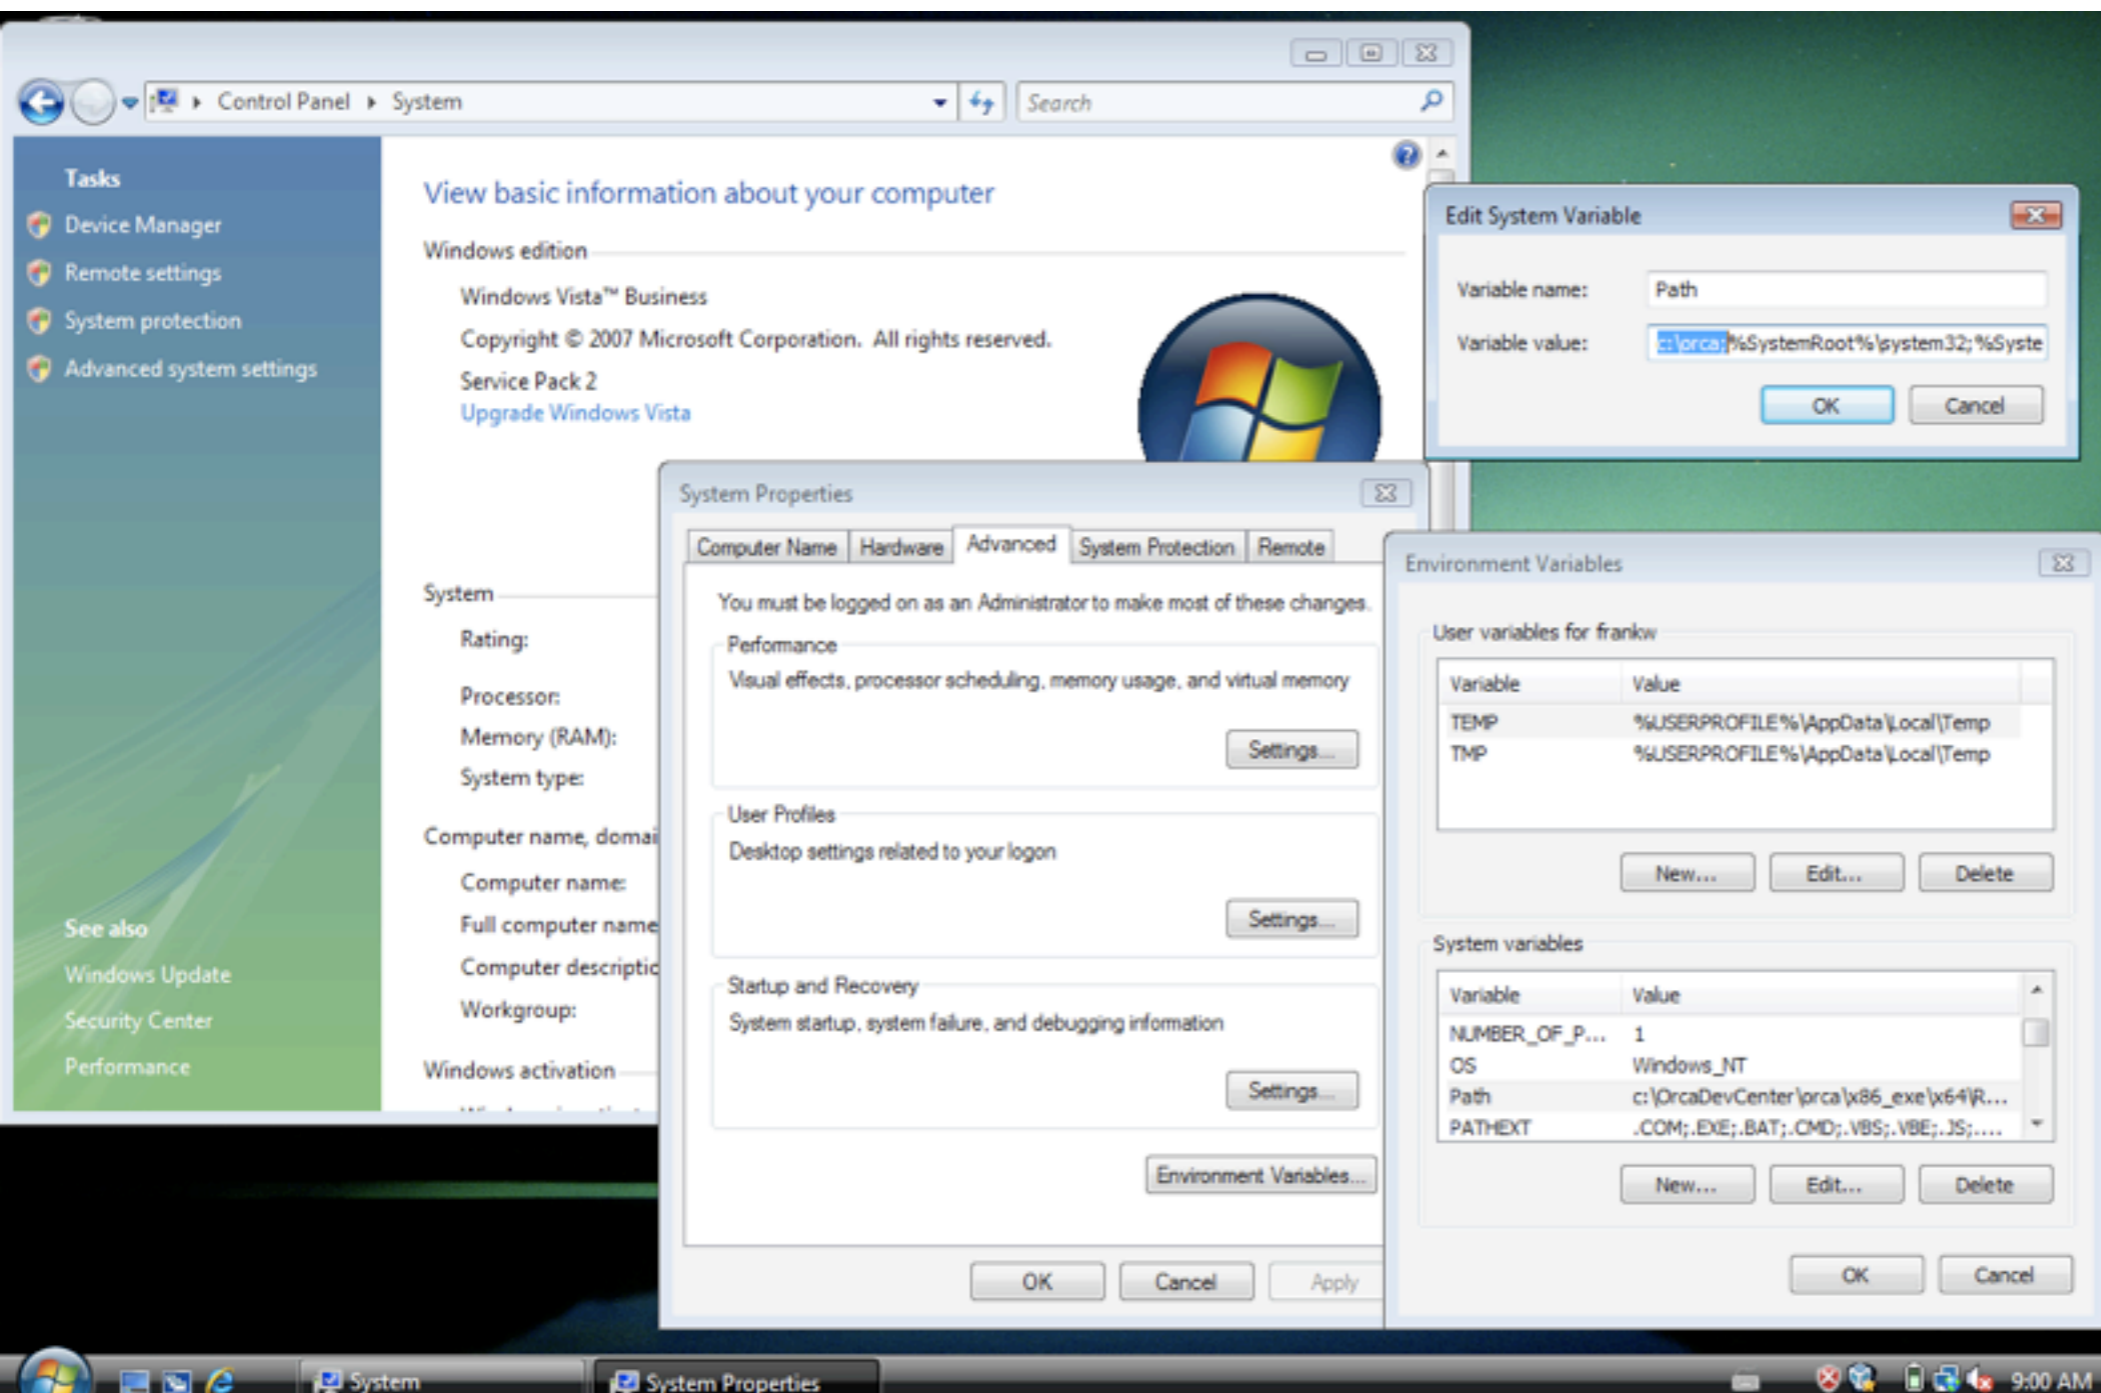 Control Panel
System
Search
Tasks
Device Manager
Remote settings
System protection
Advanced system settings
See also
Windows Update
Security Center
Performance
View basic information about your computer
Windows edition
Windows Vista™ Business
Copyright © 2007 Microsoft Corporation. All rights reserved.
Service Pack 2
Upgrade Windows Vista
System
Rating:
Processor:
Memory (RAM):
System type:
Computer name, domai
Computer name:
Full computer name
Computer descriptic
Workgroup:
Windows activation
System Properties
Computer Name Hardware Advanced System Protection Remote
You must be logged on as an Administrator to make most of these changes.
Performance
Visual effects, processor scheduling, memory usage, and virtual memory
Settings...
User Profiles
Desktop settings related to your logon
Settings...
Startup and Recovery
System startup, system failure, and debugging information
Settings...
Environment Variables...
OK Cancel Apply
Edit System Variable
Variable name: Path
Variable value: c:\orca;%SystemRoot%\system32;%Syste
OK Cancel
Environment Variables
User variables for frankw
Variable Value
TEMP %USERPROFILE%\AppData\Local\Temp
TMP %USERPROFILE%\AppData\Local\Temp
New... Edit... Delete
System variables
Variable Value
NUMBER_OF_P... 1
OS Windows_NT
Path c:\OrcaDevCenter\orca\x86_exe\x64\R...
PATHEXT .COM;.EXE;.BAT;.CMD;.VBS;.VBE;.JS;....
New... Edit... Delete
OK Cancel
System
System Properties
9:00 AM